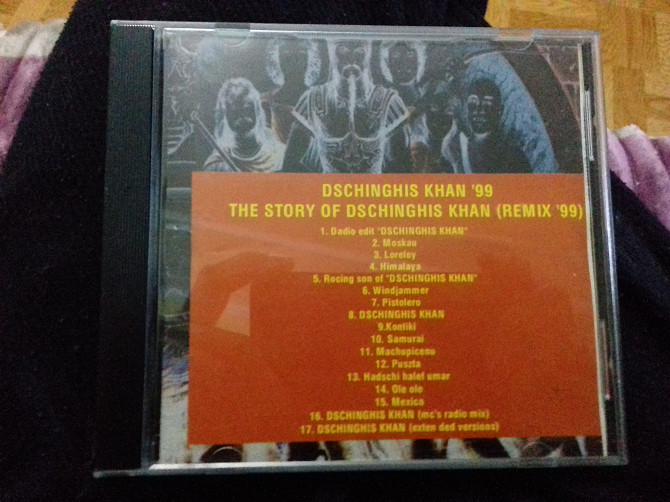 DSCHINGHIS KHAN '99
THE STORY OF DSCHINGHIS KHAN (REMIX '99)
1. Dadio edit "DSCHINGHIS KHAN"
2. Moskau
3. Loreley
4. Himalaya
5. Rocing son of "DSCHINGHIS KHAN"
6. Windjammer
7. Pistolero
8. DSCHINGHIS KHAN
9.Kontiki
10. Samurai
11. Machupicenu
12. Puszta
13. Hadschi halef umar
14. Ole ole
15. Mexico
16. DSCHINGHIS KHAN (mc's radio mix)
17. DSCHINGHIS KHAN (exten ded versions)